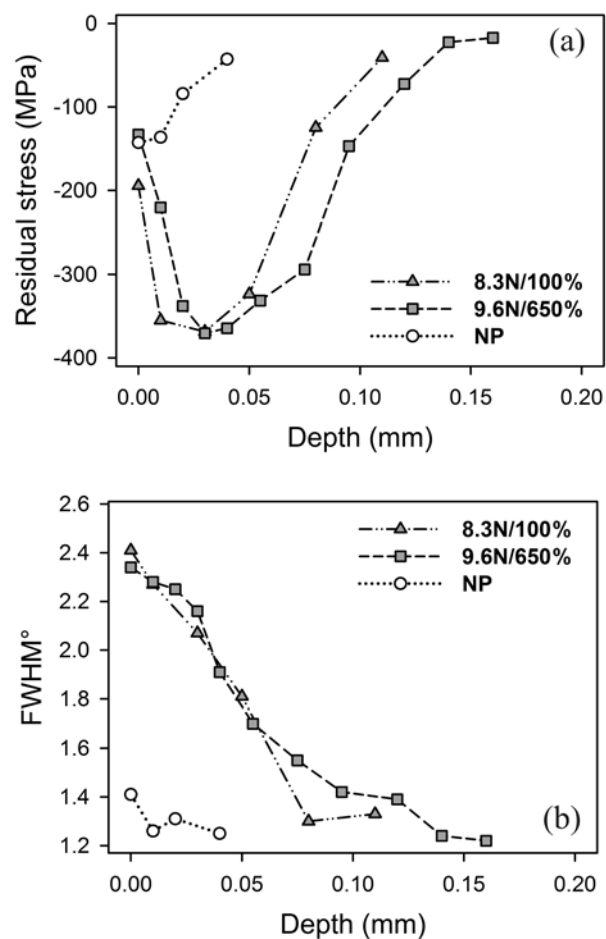 (a)
0
-100
-200
-300
-400
Residual stress (MPa)
8.3N/100%
9.6N/650%
NP
0.00 0.05 0.10 0.15 0.20
Depth (mm)
2.6
2.4
2.2
2.0
1.8
1.6
1.4
1.2
FWHM°
8.3N/100%
9.6N/650%
NP
(b)
0.00 0.05 0.10 0.15 0.20
Depth (mm)